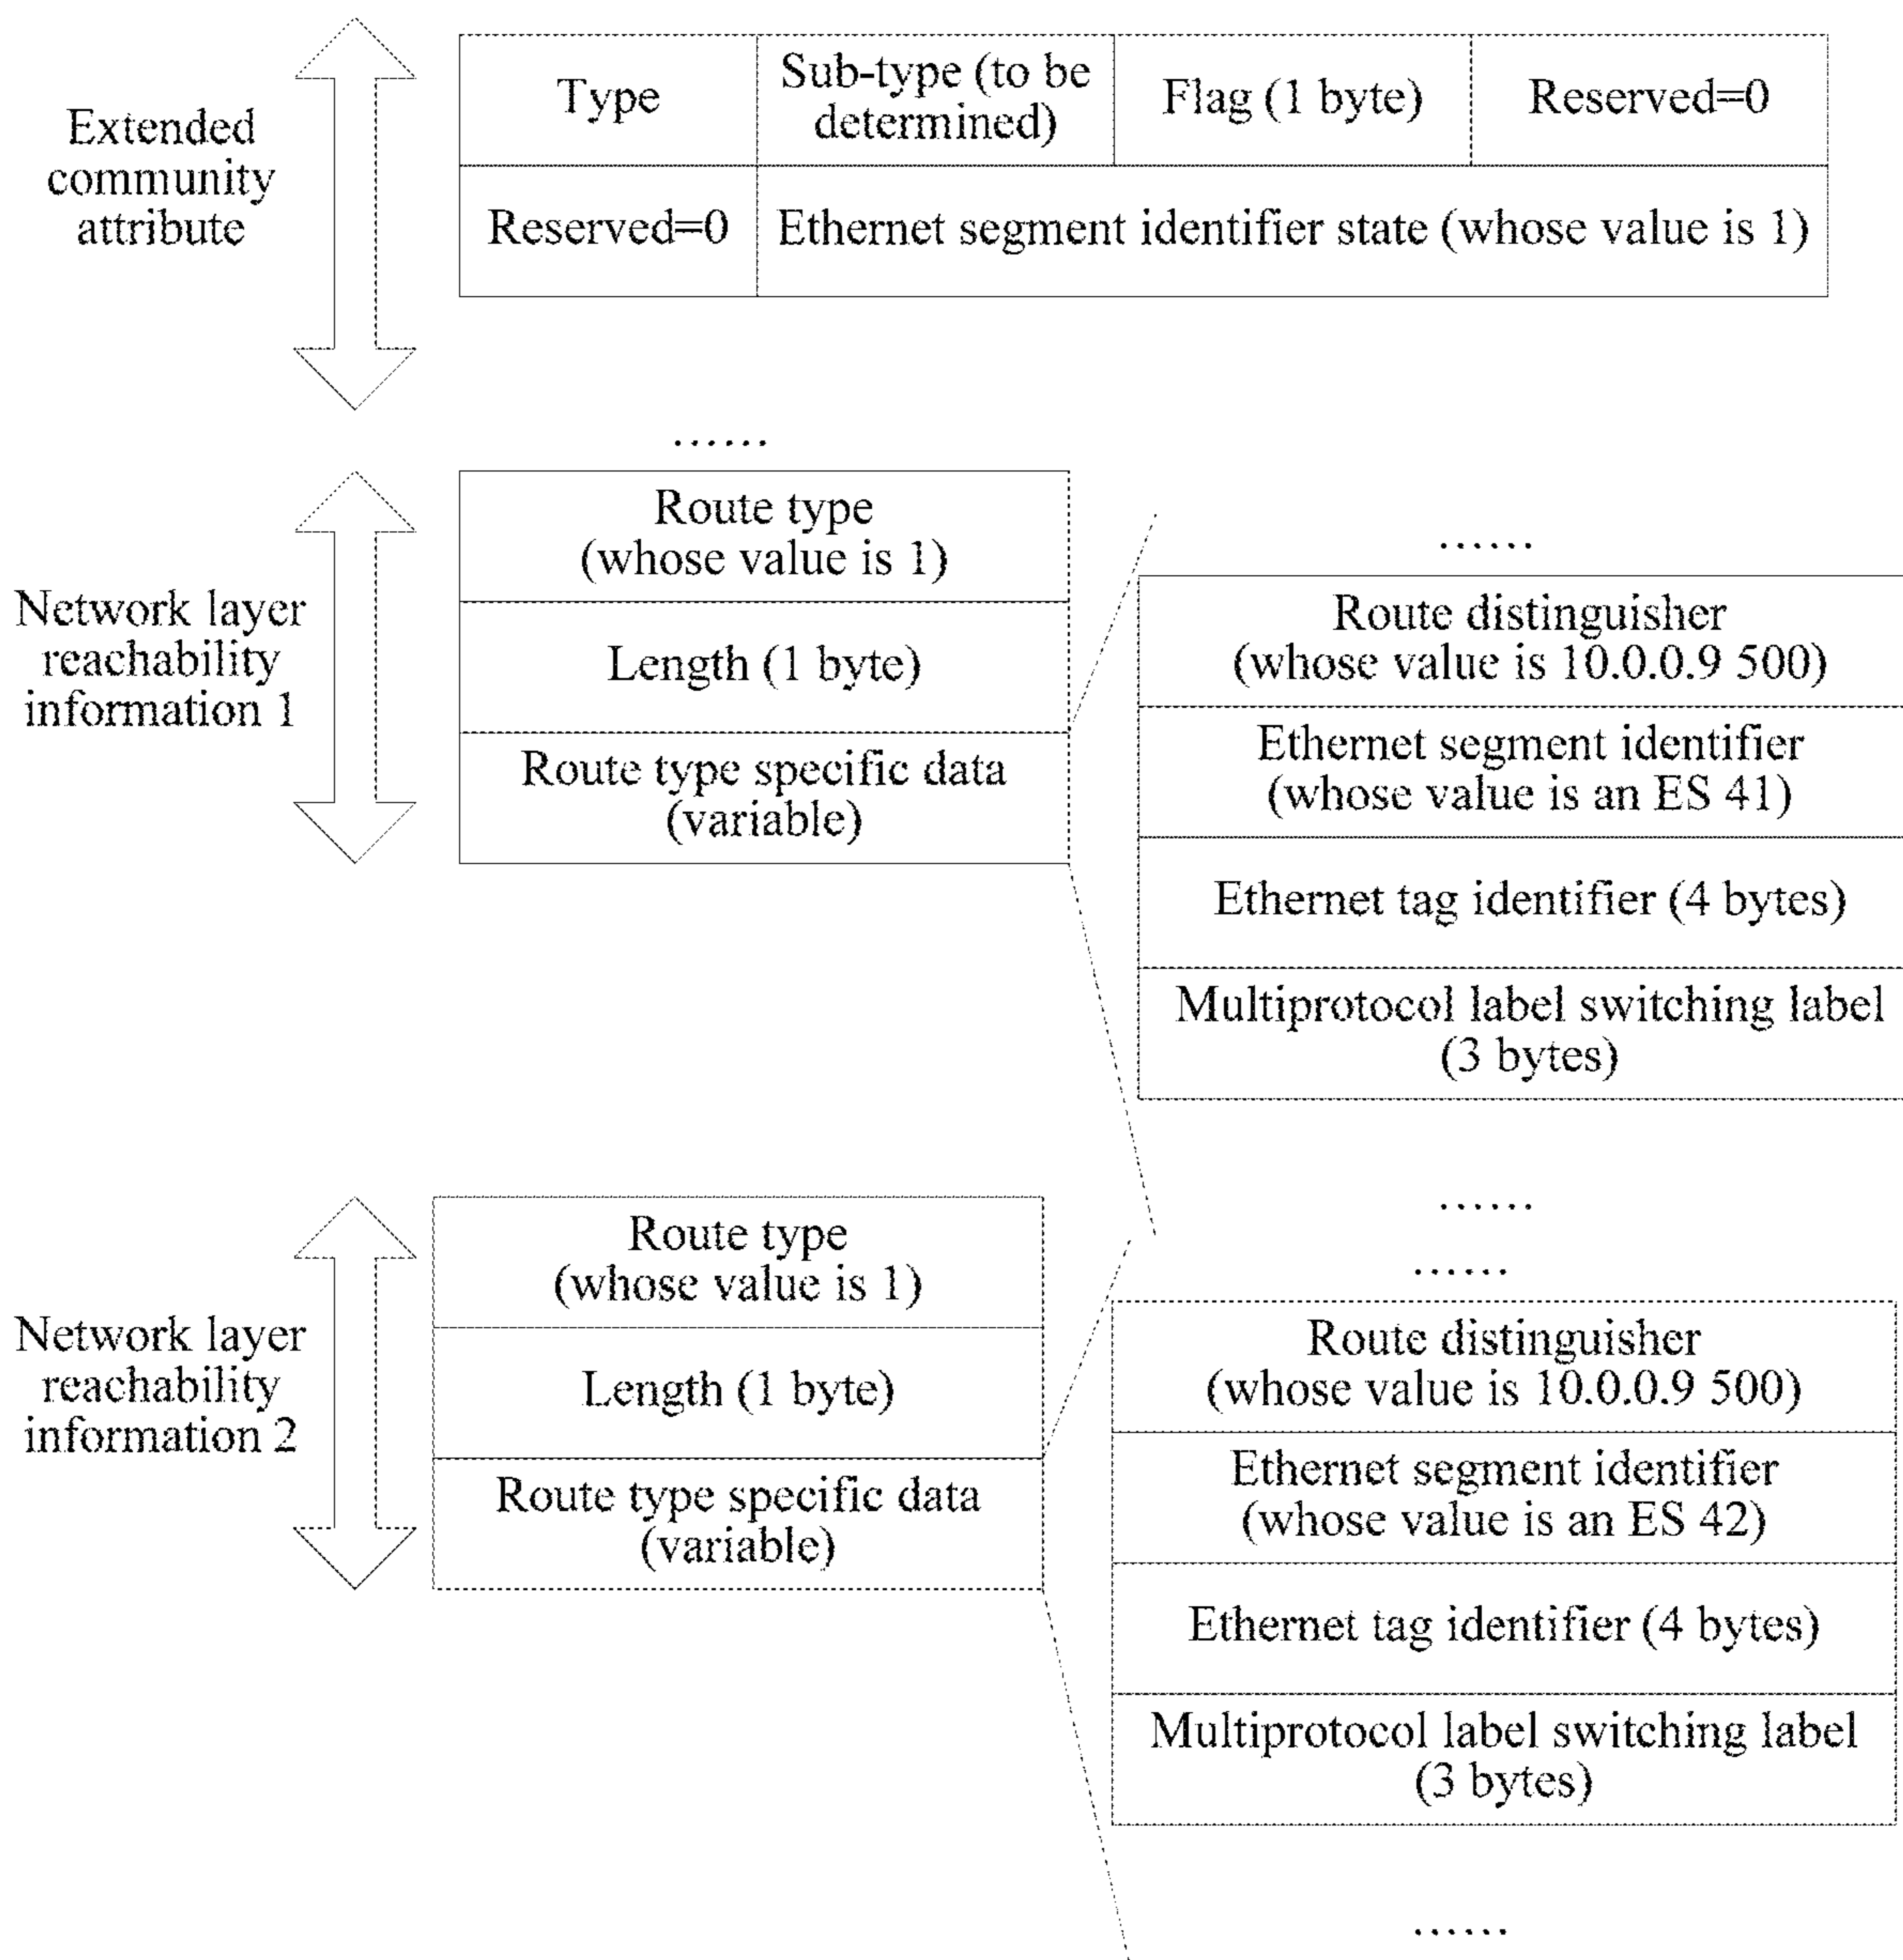 Extended
community
attribute
Type
Sub-type (to be
determined)
Flag (1 byte)
Reserved=0
Reserved=0
Ethernet segment identifier state (whose value is 1)
......
Network layer
reachability
information 1
Route type
(whose value is 1)
Length (1 byte)
Route type specific data
(variable)
......
Route distinguisher
(whose value is 10.0.0.9 500)
Ethernet segment identifier
(whose value is an ES 41)
Ethernet tag identifier (4 bytes)
Multiprotocol label switching label
(3 bytes)
......
Network layer
reachability
information 2
Route type
(whose value is 1)
Length (1 byte)
Route type specific data
(variable)
......
Route distinguisher
(whose value is 10.0.0.9 500)
Ethernet segment identifier
(whose value is an ES 42)
Ethernet tag identifier (4 bytes)
Multiprotocol label switching label
(3 bytes)
......